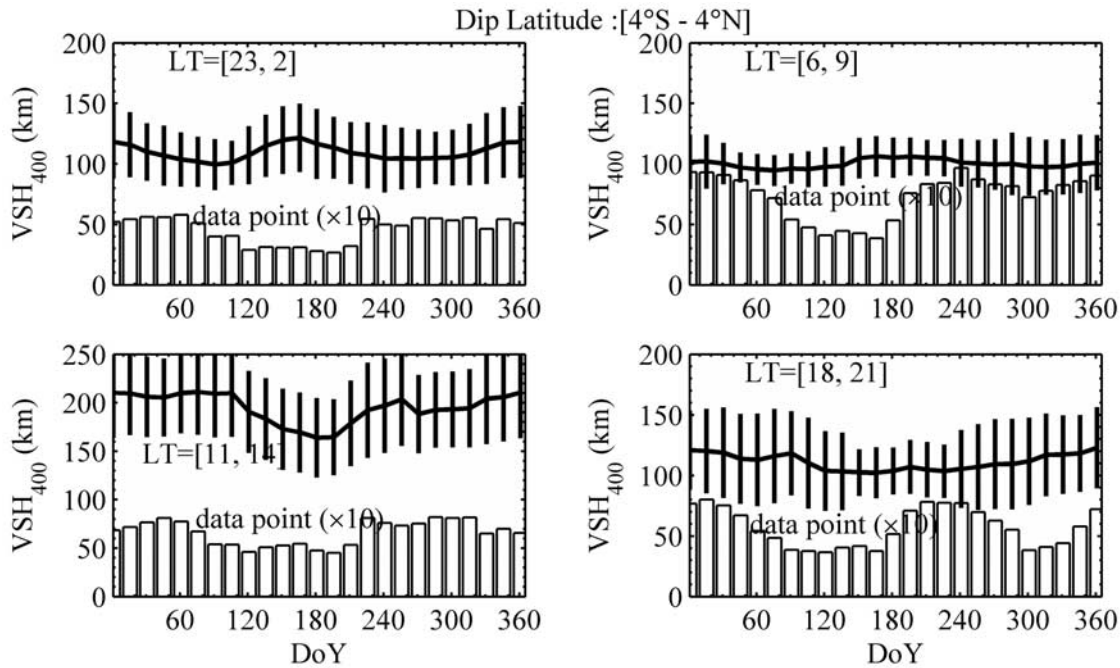 Dip Latitude :[4°S - 4°N]
200
150
100
50
0
VSH400 (km)
LT=[23, 2]
data point (×10)
60 120 180 240 300 360
200
150
100
50
0
VSH400 (km)
LT=[6, 9]
data point (×10)
60 120 180 240 300 360
250
200
150
100
50
0
VSH400 (km)
LT=[11, 14]
data point (×10)
60 120 180 240 300 360
DoY
200
150
100
50
0
VSH400 (km)
LT=[18, 21]
data point (×10)
60 120 180 240 300 360
DoY